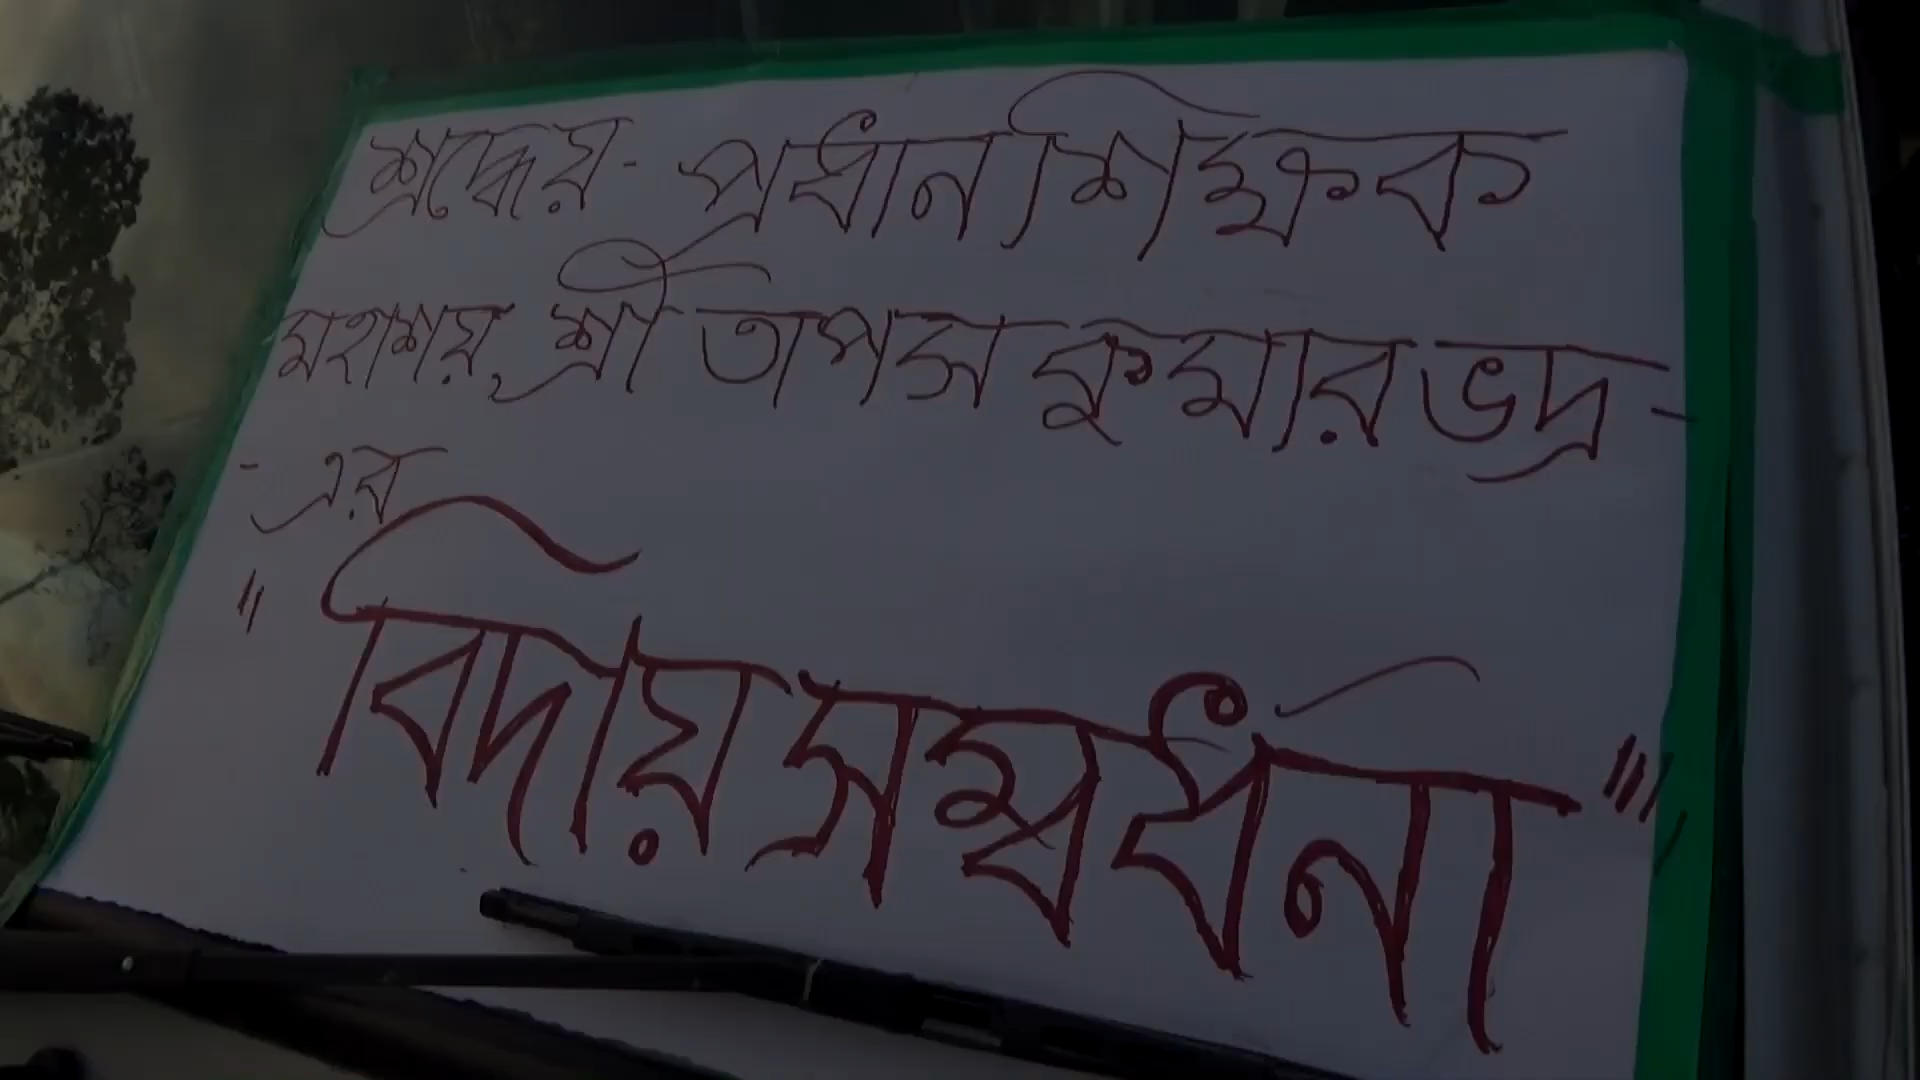 শ্রদ্ধেয়- প্রধান শিক্ষক
মহাশয়, শ্রী তাপস কুমার ভদ্র-
- এর
"বিদায় সম্বর্ধনা"